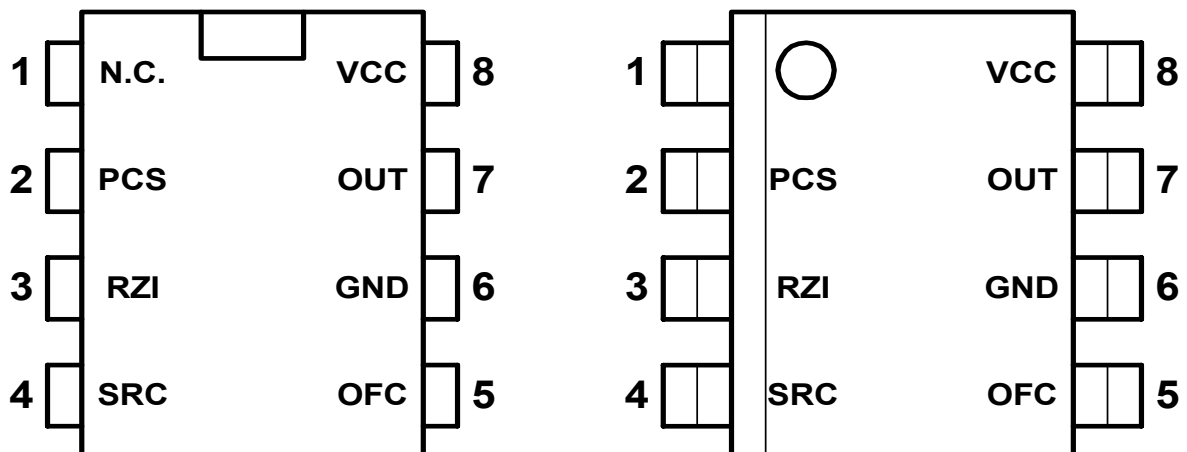 1 N.C. VCC 8
2 PCS OUT 7
3 RZI GND 6
4 SRC OFC 5
1 VCC 8
2 PCS OUT 7
3 RZI GND 6
4 SRC OFC 5